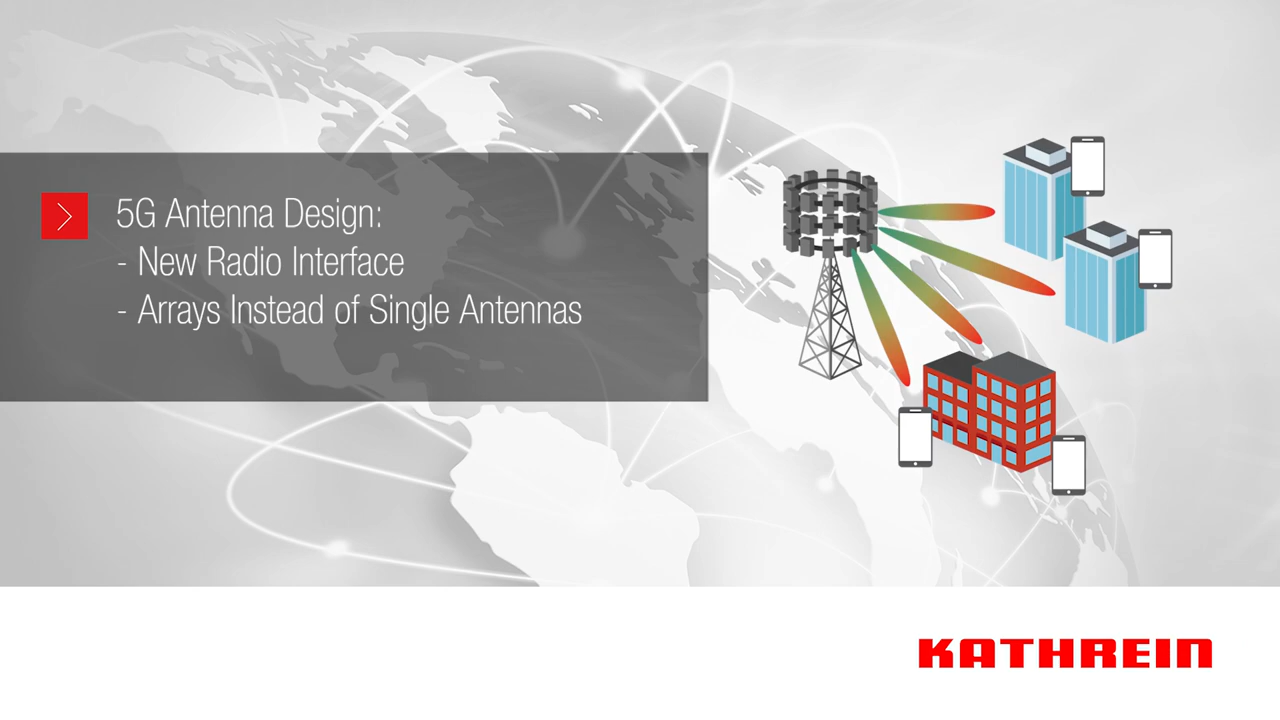 5G Antenna Design:
- New Radio Interface
- Arrays Instead of Single Antennas
KATHREIN